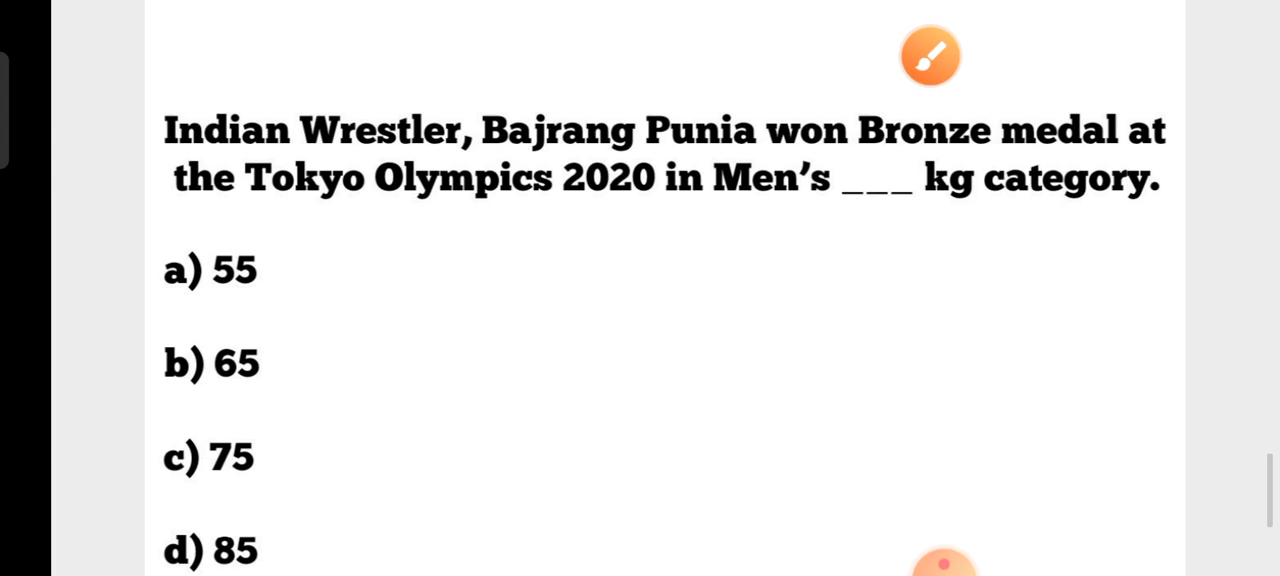 Indian Wrestler, Bajrang Punia won Bronze medal at
the Tokyo Olympics 2020 in Men’s ___ kg category.
a) 55
b) 65
c) 75
d) 85